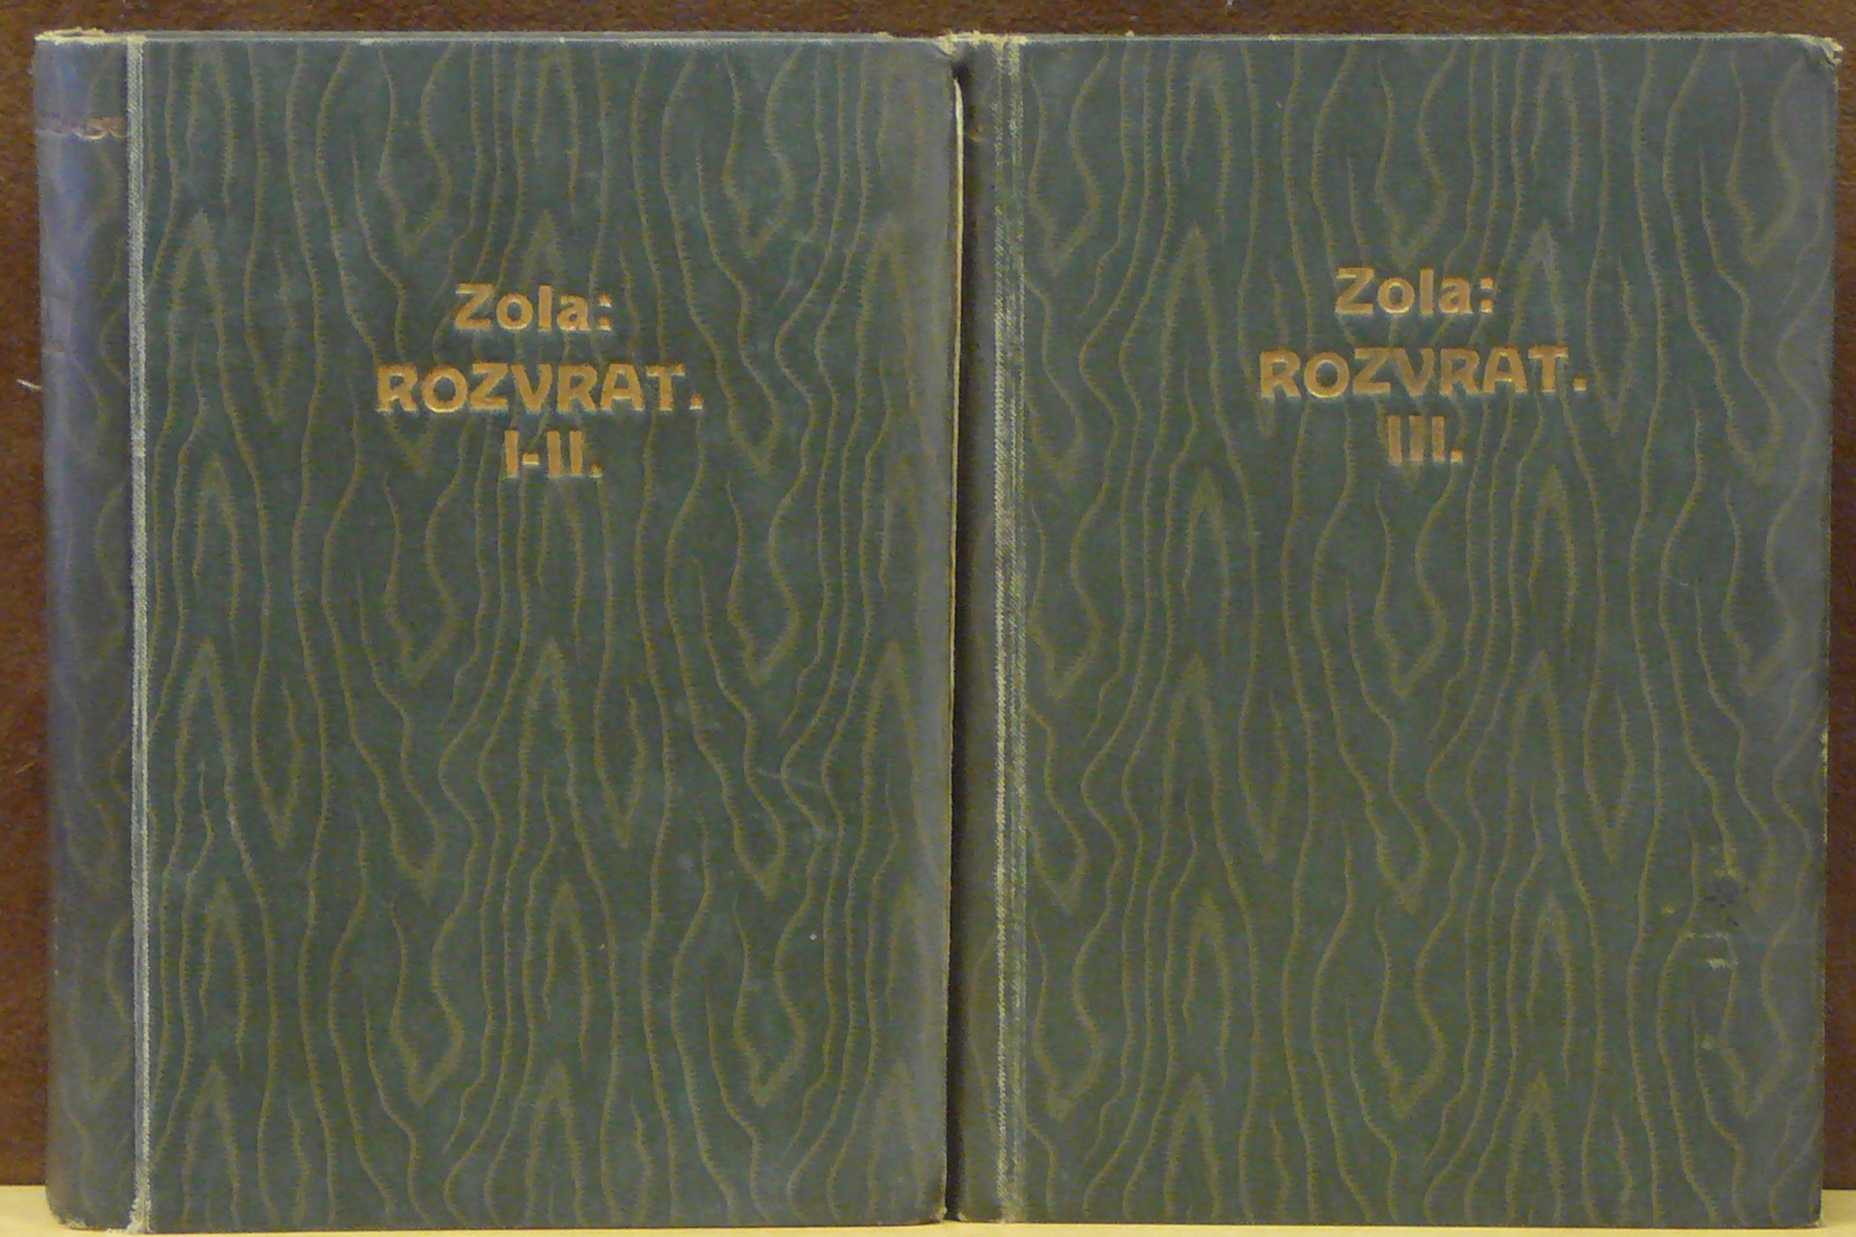 Zola:
ROZVRAT.
I-II.
Zola:
ROZVRAT.
III.